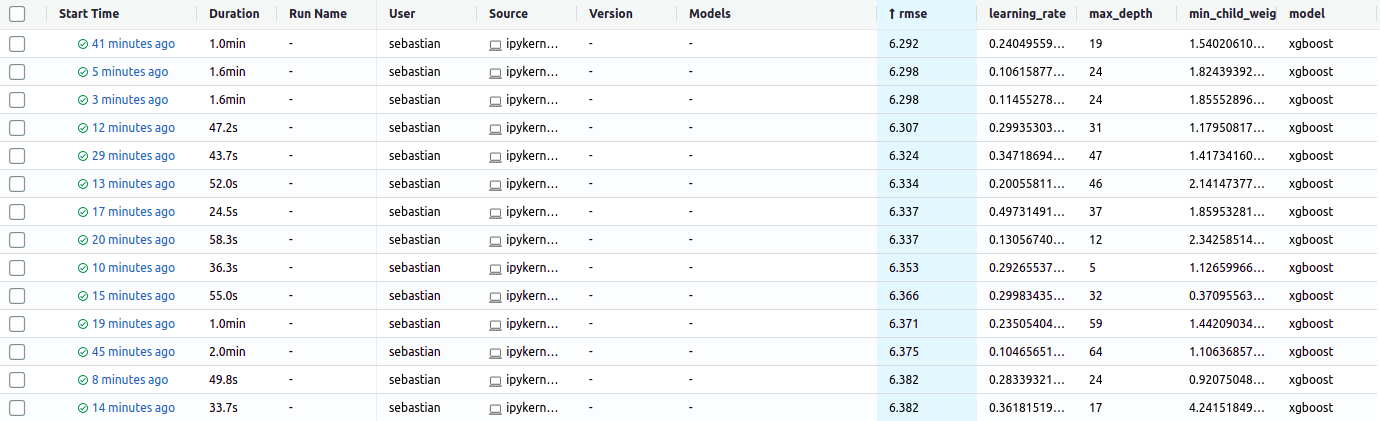 Start Time Duration Run Name User Source Version Models ↑ rmse learning_rate max_depth min_child_weig model
41 minutes ago 1.0min - sebastian ipykern... - - 6.292 0.24049559... 19 1.54020610... xgboost
5 minutes ago 1.6min - sebastian ipykern... - - 6.298 0.10615877... 24 1.82439392... xgboost
3 minutes ago 1.6min - sebastian ipykern... - - 6.298 0.11455278... 24 1.85552896... xgboost
12 minutes ago 47.2s - sebastian ipykern... - - 6.307 0.29935303... 31 1.17950817... xgboost
29 minutes ago 43.7s - sebastian ipykern... - - 6.324 0.34718694... 47 1.41734160... xgboost
13 minutes ago 52.0s - sebastian ipykern... - - 6.334 0.20055811... 46 2.14147377... xgboost
17 minutes ago 24.5s - sebastian ipykern... - - 6.337 0.49731491... 37 1.85953281... xgboost
20 minutes ago 58.3s - sebastian ipykern... - - 6.337 0.13056740... 12 2.34258514... xgboost
10 minutes ago 36.3s - sebastian ipykern... - - 6.353 0.29265537... 5 1.12659966... xgboost
15 minutes ago 55.0s - sebastian ipykern... - - 6.366 0.29983435... 32 0.37095563... xgboost
19 minutes ago 1.0min - sebastian ipykern... - - 6.371 0.23505404... 59 1.44209034... xgboost
45 minutes ago 2.0min - sebastian ipykern... - - 6.375 0.10465651... 64 1.10636857... xgboost
8 minutes ago 49.8s - sebastian ipykern... - - 6.382 0.28339321... 24 0.92075048... xgboost
14 minutes ago 33.7s - sebastian ipykern... - - 6.382 0.36181519... 17 4.24151849... xgboost